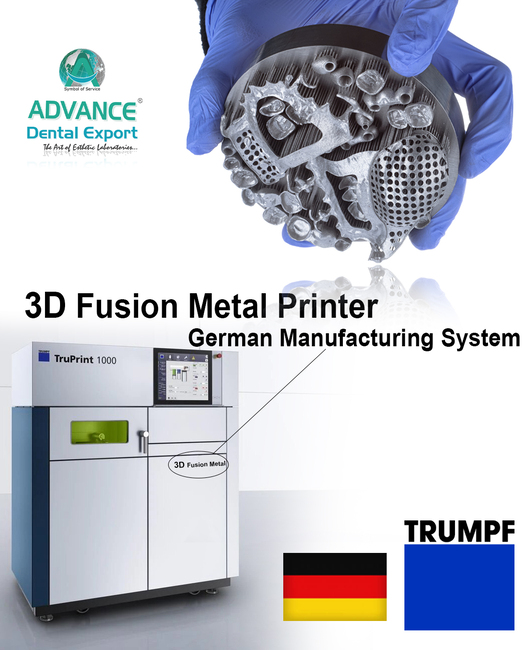 Symbol of Service
ADVANCE®
Dental Export
The Art of Esthetic Laboratories...
3D Fusion Metal Printer
German Manufacturing System
TruPrint 1000
3D Fusion Metal
TRUMPF